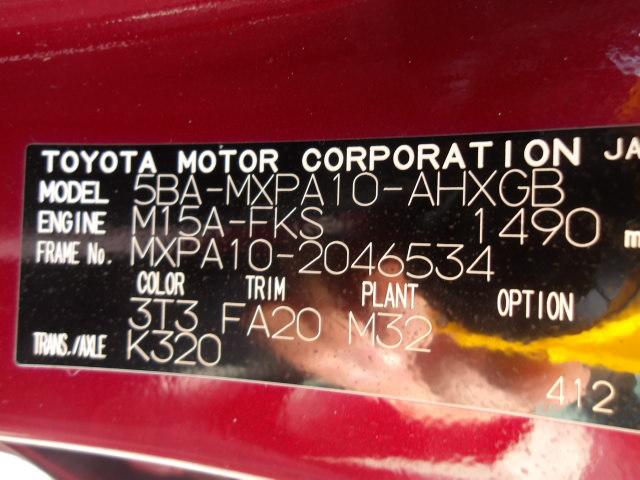 TOYOTA MOTOR CORPORATION JA
MODEL 5BA-MXPA10-AHXGB
ENGINE M15A-FKS 1490 m
FRAME No. MXPA10-2046534
COLOR TRIM PLANT OPTION
3T3 FA20 M32
TRANS./AXLE K320
412